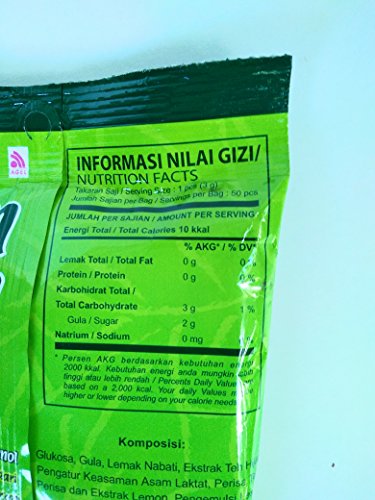 AGEL
INFORMASI NILAI GIZI/
NUTRITION FACTS
Takaran Saji / Serving Size : 1 pcs (3 g)
Jumlah Sajian per Bag / Servings per Bag : 50 pcs
JUMLAH PER SAJIAN / AMOUNT PER SERVING
Energi Total / Total Calories 10 kkal
% AKG* / % DV*
Lemak Total / Total Fat 0 g 0 %
Protein / Protein 0 g 0 %
Karbohidrat Total /
Total Carbohydrate 3 g 1 %
Gula / Sugar 2 g
Natrium / Sodium 0 mg
* Persen AKG berdasarkan kebutuhan energi
2000 kkal. Kebutuhan energi anda mungkin lebih
tinggi atau lebih rendah / Percents Daily Value are
based on a 2,000 kcal. Your daily Values may be
higher or lower depending on your calorie needs
Komposisi:
Glukosa, Gula, Lemak Nabati, Ekstrak Teh
Pengatur Keasaman Asam Laktat, Perisa
Perisa dan Ekstrak Lemon, Pengemulsi